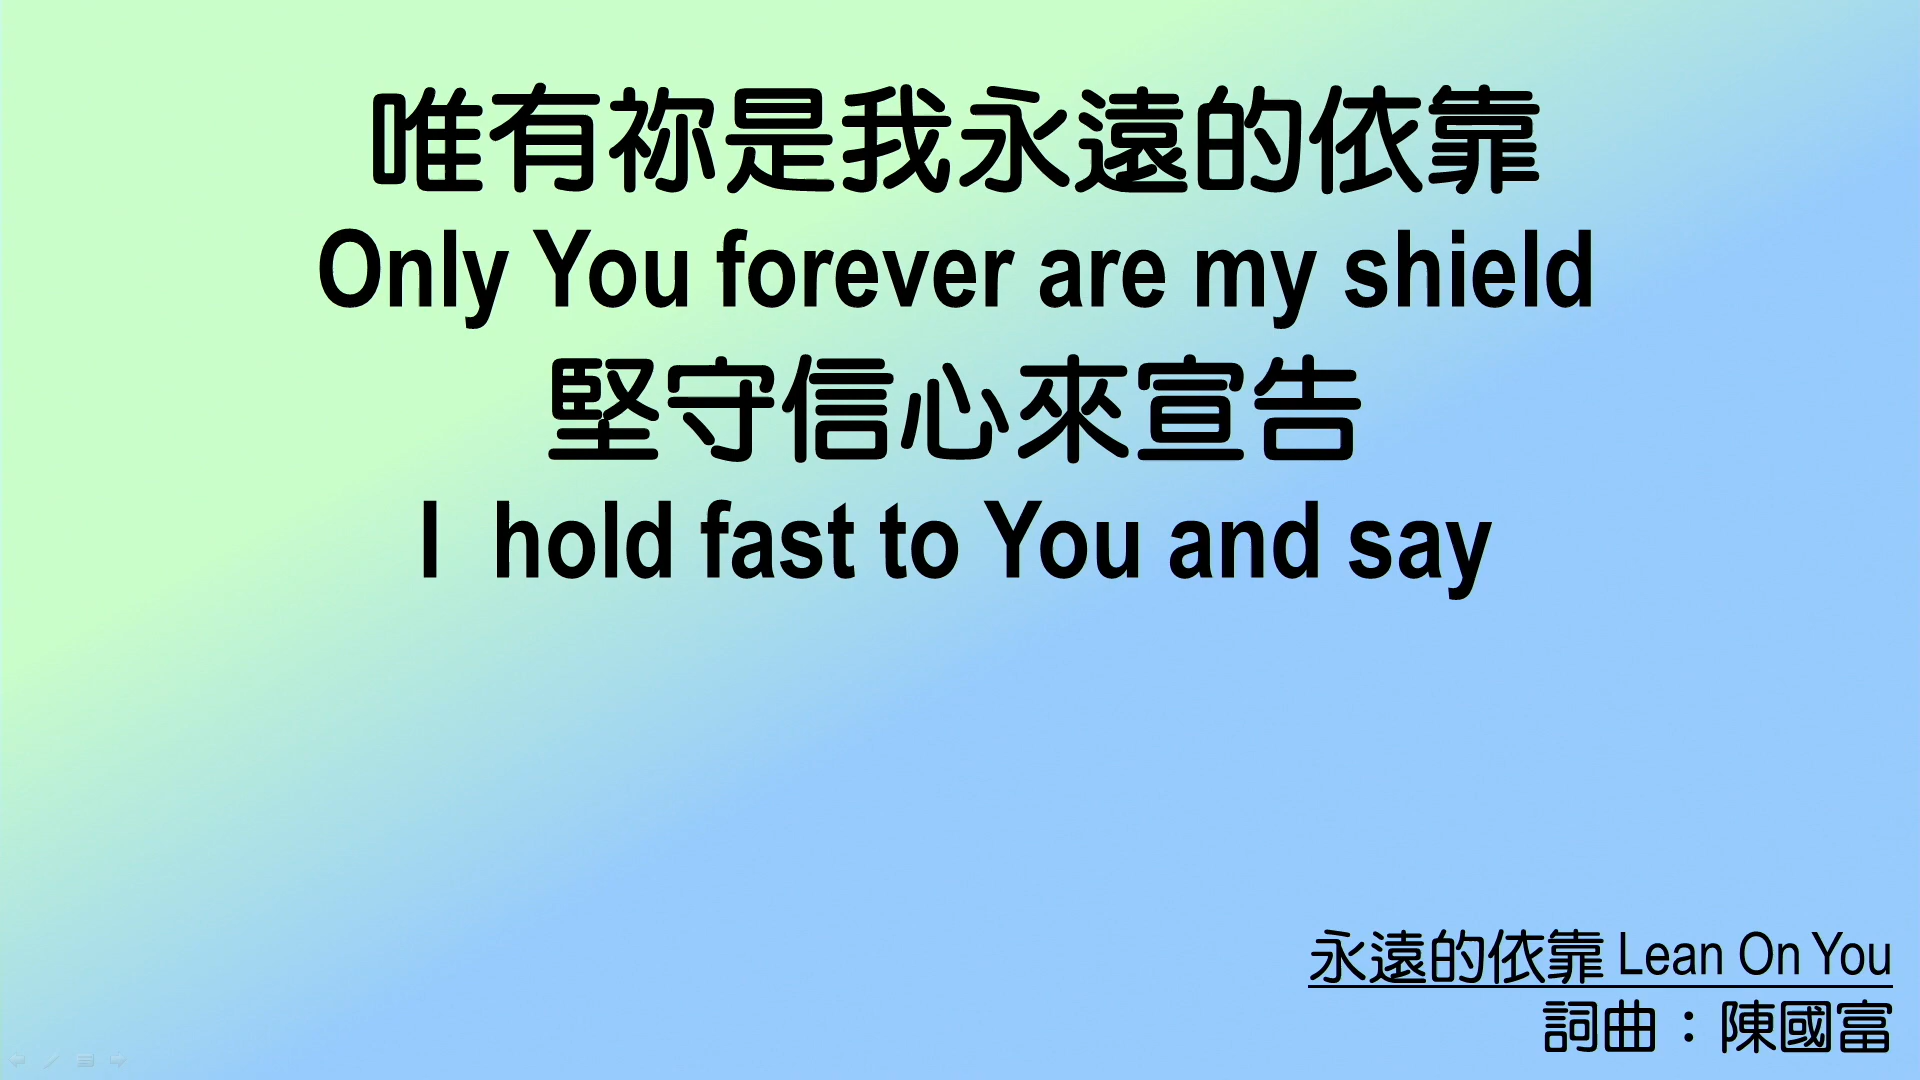 唯有祢是我永遠的依靠
Only You forever are my shield
堅守信心來宣告
I  hold fast to You and say
永遠的依靠 Lean On You
詞曲：陳國富